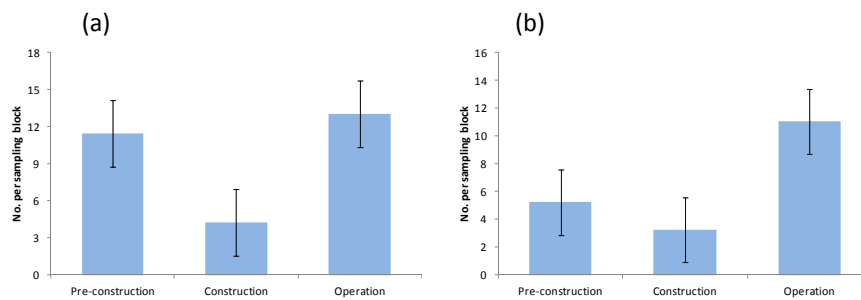 (a)
No. per sampling block
18
15
12
9
6
3
0
Pre-construction Construction Operation
(b)
No. per sampling block
16
14
12
10
8
6
4
2
0
Pre-construction Construction Operation